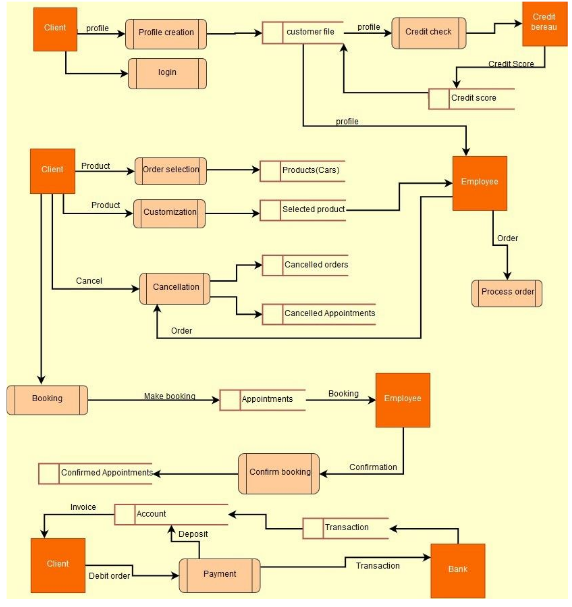 Client
profile
Profile creation
customer file
profile
Credit check
Credit
bereau
login
Credit Score
Credit score
profile
Client
Product
Order selection
Products(Cars)
Employee
Product
Customization
Selected product
Order
Cancel
Cancellation
Cancelled orders
Cancelled Appointments
Process order
Order
Booking
Make booking
Appointments
Booking
Employee
Confirmed Appointments
Confirm booking
Confirmation
Invoice
Account
Transaction
Deposit
Client
Debit order
Payment
Transaction
Bank